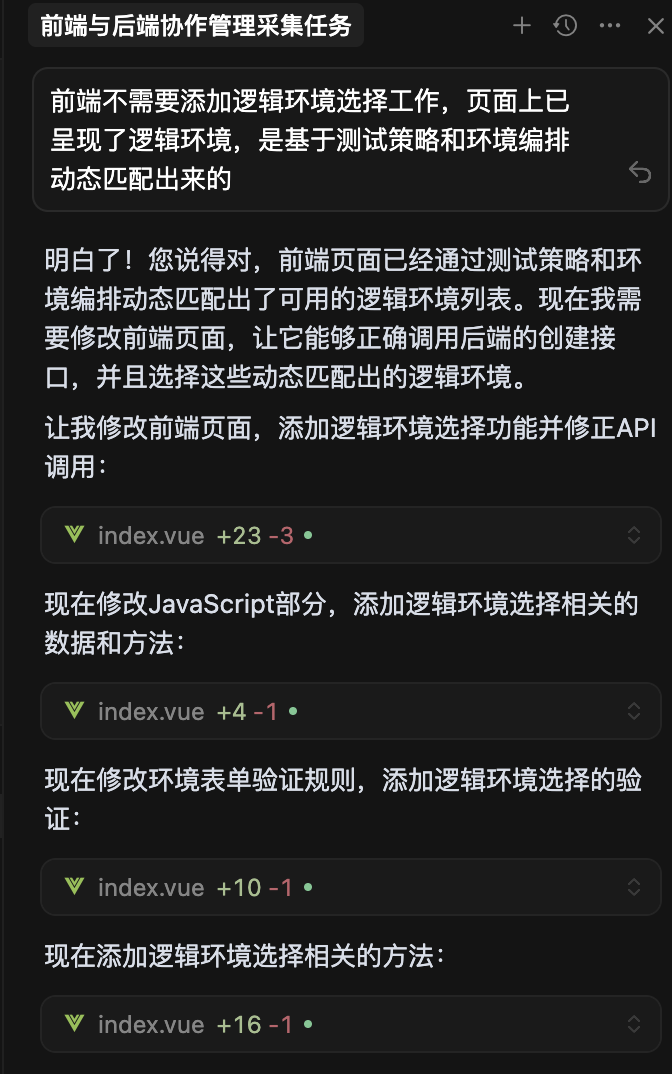 前端与后端协作管理采集任务
前端不需要添加逻辑环境选择工作，页面上已
呈现了逻辑环境，是基于测试策略和环境编排
动态匹配出来的
明白了！您说得对，前端页面已经通过测试策略和环
境编排动态匹配出了可用的逻辑环境列表。现在我需
要修改前端页面，让它能够正确调用后端的创建接
口，并且选择这些动态匹配出的逻辑环境。
让我修改前端页面，添加逻辑环境选择功能并修正API
调用：
index.vue +23 -3
现在修改JavaScript部分，添加逻辑环境选择相关的
数据和方法：
index.vue +4 -1
现在修改环境表单验证规则，添加逻辑环境选择的验
证：
index.vue +10 -1
现在添加逻辑环境选择相关的方法：
index.vue +16 -1